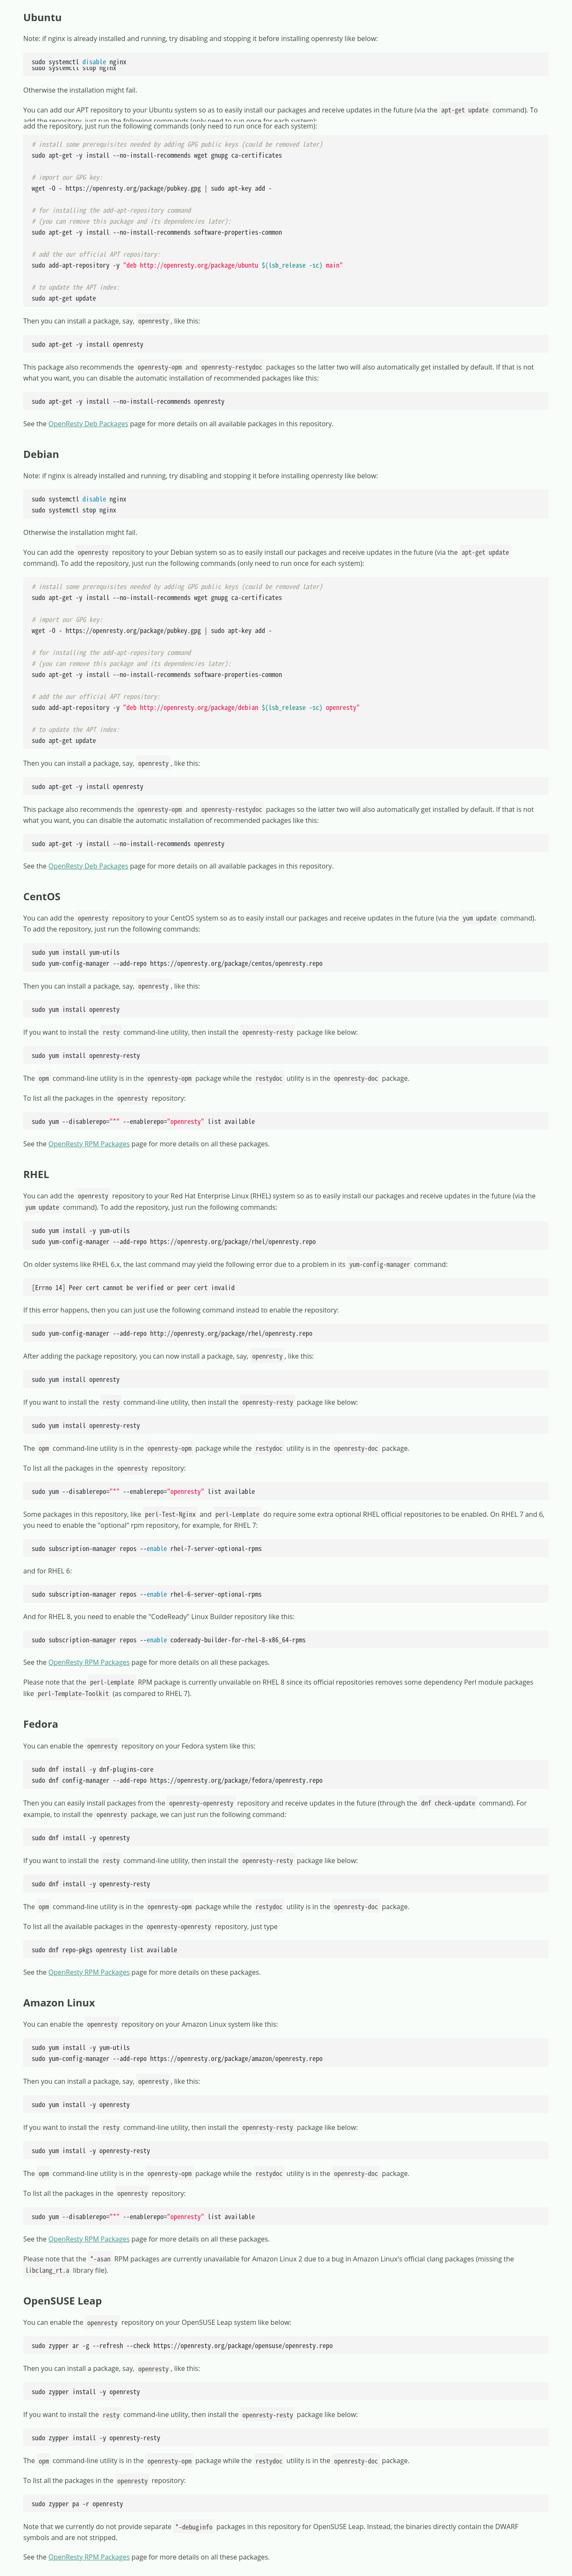 Ubuntu
Note: if nginx is already installed and running, try disabling and stopping it before installing openresty like below:
sudo systemctl disable nginx
sudo systemctl stop nginx
Otherwise the installation might fail.
You can add our APT repository to your Ubuntu system so as to easily install our packages and receive updates in the future (via the apt-get update command). To
add the repository, just run the following commands (only need to run once for each system):
add the repository, just run the following commands (only need to run once for each system):
# install some prerequisites needed by adding GPG public keys (could be removed later)
sudo apt-get -y install --no-install-recommends wget gnupg ca-certificates
# import our GPG key:
wget -O - https://openresty.org/package/pubkey.gpg | sudo apt-key add -
# for installing the add-apt-repository command
# (you can remove this package and its dependencies later):
sudo apt-get -y install --no-install-recommends software-properties-common
# add the our official APT repository:
sudo add-apt-repository -y "deb http://openresty.org/package/ubuntu $(lsb_release -sc) main"
# to update the APT index:
sudo apt-get update
Then you can install a package, say, openresty, like this:
sudo apt-get -y install openresty
This package also recommends the openresty-opm and openresty-restydoc packages so the latter two will also automatically get installed by default. If that is not
what you want, you can disable the automatic installation of recommended packages like this:
sudo apt-get -y install --no-install-recommends openresty
See the OpenResty Deb Packages page for more details on all available packages in this repository.
Debian
Note: if nginx is already installed and running, try disabling and stopping it before installing openresty like below:
sudo systemctl disable nginx
sudo systemctl stop nginx
Otherwise the installation might fail.
You can add the openresty repository to your Debian system so as to easily install our packages and receive updates in the future (via the apt-get update
command). To add the repository, just run the following commands (only need to run once for each system):
# install some prerequisites needed by adding GPG public keys (could be removed later)
sudo apt-get -y install --no-install-recommends wget gnupg ca-certificates
# import our GPG key:
wget -O - https://openresty.org/package/pubkey.gpg | sudo apt-key add -
# for installing the add-apt-repository command
# (you can remove this package and its dependencies later):
sudo apt-get -y install --no-install-recommends software-properties-common
# add the our official APT repository:
sudo add-apt-repository -y "deb http://openresty.org/package/debian $(lsb_release -sc) openresty"
# to update the APT index:
sudo apt-get update
Then you can install a package, say, openresty, like this:
sudo apt-get -y install openresty
This package also recommends the openresty-opm and openresty-restydoc packages so the latter two will also automatically get installed by default. If that is not
what you want, you can disable the automatic installation of recommended packages like this:
sudo apt-get -y install --no-install-recommends openresty
See the OpenResty Deb Packages page for more details on all available packages in this repository.
CentOS
You can add the openresty repository to your CentOS system so as to easily install our packages and receive updates in the future (via the yum update command).
To add the repository, just run the following commands:
sudo yum install yum-utils
sudo yum-config-manager --add-repo https://openresty.org/package/centos/openresty.repo
Then you can install a package, say, openresty, like this:
sudo yum install openresty
If you want to install the resty command-line utility, then install the openresty-resty package like below:
sudo yum install openresty-resty
The opm command-line utility is in the openresty-opm package while the restydoc utility is in the openresty-doc package.
To list all the packages in the openresty repository:
sudo yum --disablerepo="*" --enablerepo="openresty" list available
See the OpenResty RPM Packages page for more details on all these packages.
RHEL
You can add the openresty repository to your Red Hat Enterprise Linux (RHEL) system so as to easily install our packages and receive updates in the future (via the
yum update command). To add the repository, just run the following commands:
sudo yum install -y yum-utils
sudo yum-config-manager --add-repo https://openresty.org/package/rhel/openresty.repo
On older systems like RHEL 6.x, the last command may yield the following error due to a problem in its yum-config-manager command:
[Errno 14] Peer cert cannot be verified or peer cert invalid
If this error happens, then you can just use the following command instead to enable the repository:
sudo yum-config-manager --add-repo http://openresty.org/package/rhel/openresty.repo
After adding the package repository, you can now install a package, say, openresty, like this:
sudo yum install openresty
If you want to install the resty command-line utility, then install the openresty-resty package like below:
sudo yum install openresty-resty
The opm command-line utility is in the openresty-opm package while the restydoc utility is in the openresty-doc package.
To list all the packages in the openresty repository:
sudo yum --disablerepo="*" --enablerepo="openresty" list available
Some packages in this repository, like perl-Test-Nginx and perl-Lemplate do require some extra optional RHEL official repositories to be enabled. On RHEL 7 and 6,
you need to enable the "optional" rpm repository, for example, for RHEL 7:
sudo subscription-manager repos --enable rhel-7-server-optional-rpms
and for RHEL 6:
sudo subscription-manager repos --enable rhel-6-server-optional-rpms
And for RHEL 8, you need to enable the "CodeReady" Linux Builder repository like this:
sudo subscription-manager repos --enable codeready-builder-for-rhel-8-x86_64-rpms
See the OpenResty RPM Packages page for more details on all these packages.
Please note that the perl-Lemplate RPM package is currently unavailable on RHEL 8 since its official repositories removes some dependency Perl module packages
like perl-Template-Toolkit (as compared to RHEL 7).
Fedora
You can enable the openresty repository on your Fedora system like this:
sudo dnf install -y dnf-plugins-core
sudo dnf config-manager --add-repo https://openresty.org/package/fedora/openresty.repo
Then you can easily install packages from the openresty-openresty repository and receive updates in the future (through the dnf check-update command). For
example, to install the openresty package, we can just run the following command:
sudo dnf install -y openresty
If you want to install the resty command-line utility, then install the openresty-resty package like below:
sudo dnf install -y openresty-resty
The opm command-line utility is in the openresty-opm package while the restydoc utility is in the openresty-doc package.
To list all the available packages in the openresty-openresty repository, just type
sudo dnf repo-pkgs openresty list available
See the OpenResty RPM Packages page for more details on these packages.
Amazon Linux
You can enable the openresty repository on your Amazon Linux system like this:
sudo yum install -y yum-utils
sudo yum-config-manager --add-repo https://openresty.org/package/amazon/openresty.repo
Then you can install a package, say, openresty, like this:
sudo yum install -y openresty
If you want to install the resty command-line utility, then install the openresty-resty package like below:
sudo yum install -y openresty-resty
The opm command-line utility is in the openresty-opm package while the restydoc utility is in the openresty-doc package.
To list all the packages in the openresty repository:
sudo yum --disablerepo="*" --enablerepo="openresty" list available
See the OpenResty RPM Packages page for more details on all these packages.
Please note that the *-asan RPM packages are currently unavailable for Amazon Linux 2 due to a bug in Amazon Linux's official clang packages (missing the
libclang_rt.a library file).
OpenSUSE Leap
You can enable the openresty repository on your OpenSUSE Leap system like below:
sudo zypper ar -g --refresh --check https://openresty.org/package/opensuse/openresty.repo
Then you can install a package, say, openresty, like this:
sudo zypper install -y openresty
If you want to install the resty command-line utility, then install the openresty-resty package like below:
sudo zypper install -y openresty-resty
The opm command-line utility is in the openresty-opm package while the restydoc utility is in the openresty-doc package.
To list all the packages in the openresty repository:
sudo zypper pa -r openresty
Note that we currently do not provide separate *-debuginfo packages in this repository for OpenSUSE Leap. Instead, the binaries directly contain the DWARF
symbols and are not stripped.
See the OpenResty RPM Packages page for more details on all these packages.